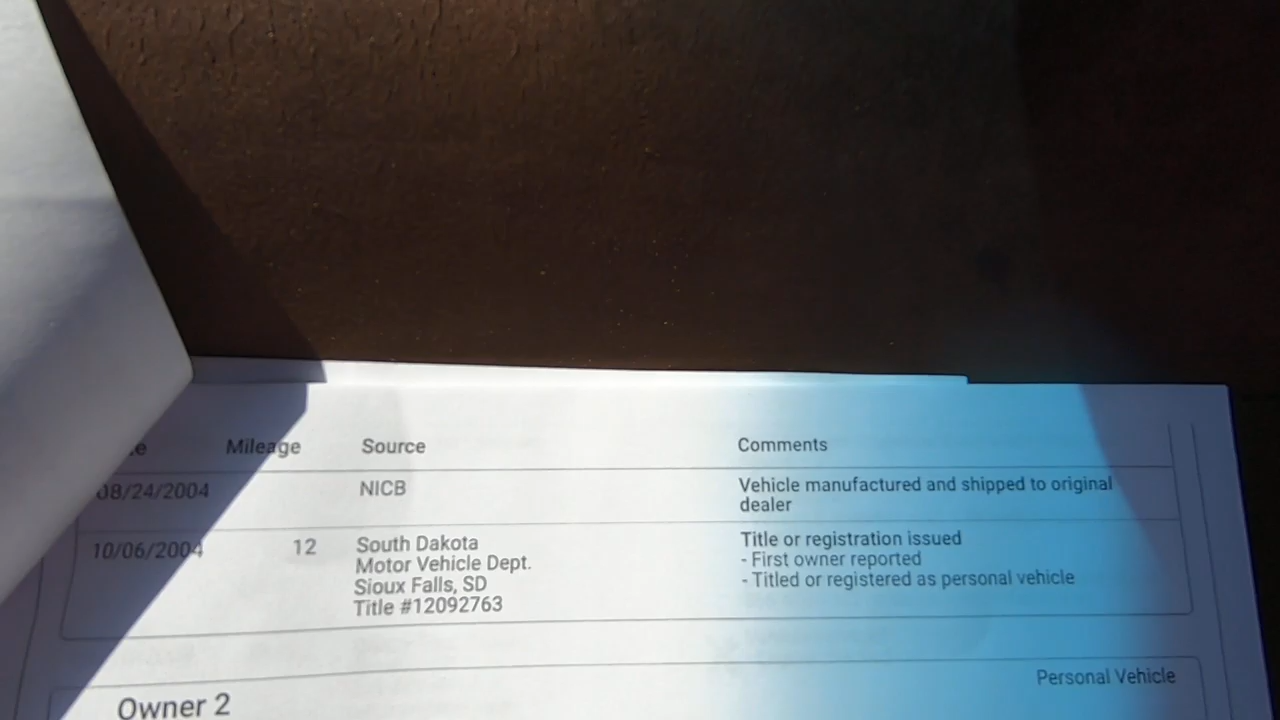 Mileage Source Comments
08/24/2004 NICB Vehicle manufactured and shipped to original
dealer
10/06/2004 12 South Dakota Title or registration issued
Motor Vehicle Dept. - First owner reported
Sioux Falls, SD - Titled or registered as personal vehicle
Title #12092763
Personal Vehicle
Owner 2